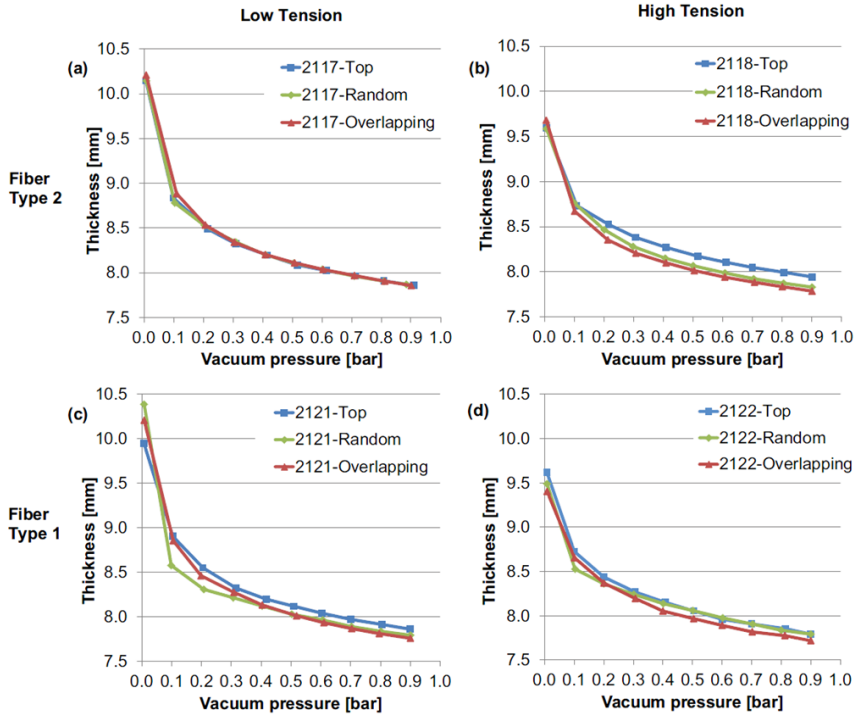 Low Tension
High Tension
Fiber
Type 2
(a)
10.5
10.0
9.5
9.0
8.5
8.0
7.5
Thickness [mm]
2117-Top
2117-Random
2117-Overlapping
0.0 0.1 0.2 0.3 0.4 0.5 0.6 0.7 0.8 0.9 1.0
Vacuum pressure [bar]
(b)
10.5
10.0
9.5
9.0
8.5
8.0
7.5
Thickness [mm]
2118-Top
2118-Random
2118-Overlapping
0.0 0.1 0.2 0.3 0.4 0.5 0.6 0.7 0.8 0.9 1.0
Vacuum pressure [bar]
Fiber
Type 1
(c)
10.5
10.0
9.5
9.0
8.5
8.0
7.5
Thickness [mm]
2121-Top
2121-Random
2121-Overlapping
0.0 0.1 0.2 0.3 0.4 0.5 0.6 0.7 0.8 0.9 1.0
Vacuum pressure [bar]
(d)
10.5
10.0
9.5
9.0
8.5
8.0
7.5
Thickness [mm]
2122-Top
2122-Random
2122-Overlapping
0.0 0.1 0.2 0.3 0.4 0.5 0.6 0.7 0.8 0.9 1.0
Vacuum pressure [bar]